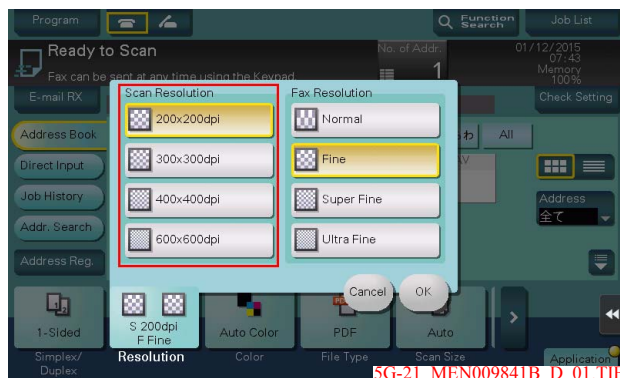 Program
Function Search
Job List
Ready to Scan
Fax can be sent at any time using the Keypad.
No. of Addr.
1
01/12/2015
07:43
Memory
100%
E-mail RX
Check Setting
Scan Resolution
Fax Resolution
200x200dpi
Normal
300x300dpi
Fine
400x400dpi
Super Fine
600x600dpi
Ultra Fine
Cancel
OK
Address Book
Direct Input
Job History
Addr. Search
Address Reg.
わ
All
Address
全て
1-Sided
S 200dpi
F Fine
Auto Color
PDF
Auto
Simplex/
Duplex
Resolution
Color
File Type
Scan Size
Application
5G-21_MEN009841B_D_01.TIF